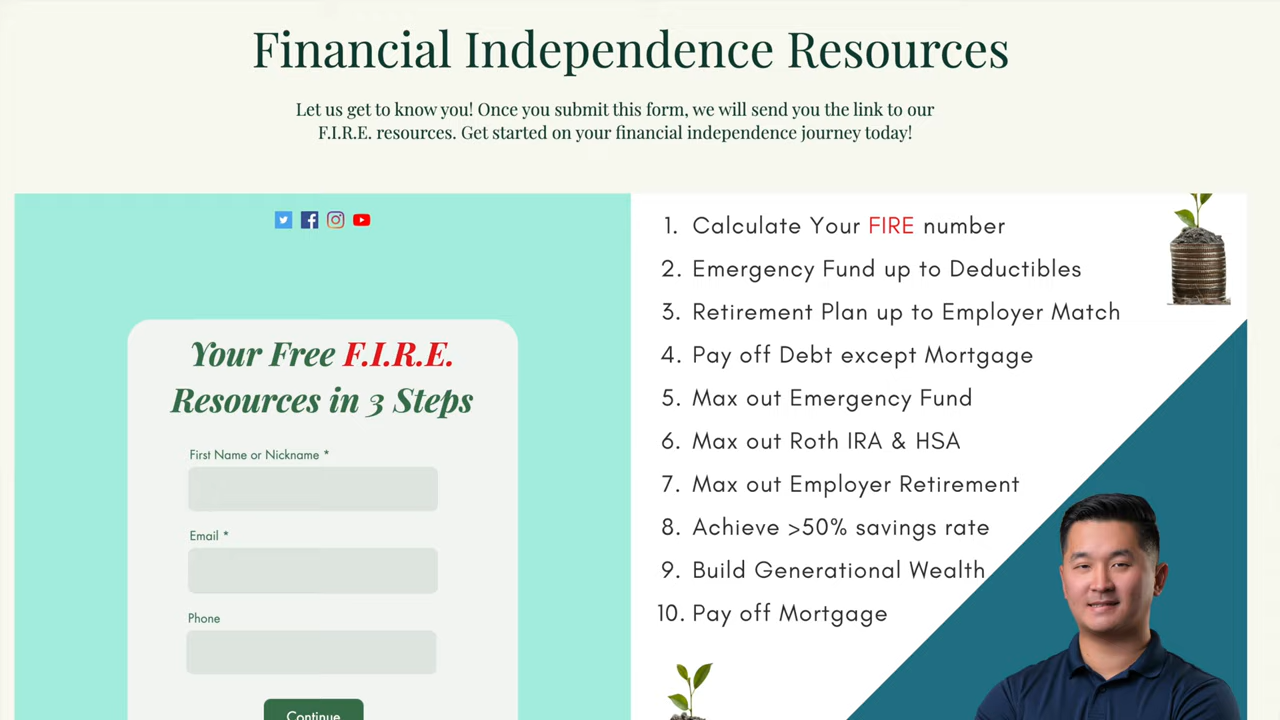 Financial Independence Resources
Let us get to know you! Once you submit this form, we will send you the link to our
F.I.R.E. resources. Get started on your financial independence journey today!
Your Free F.I.R.E.
Resources in 3 Steps
First Name or Nickname *
Email *
Phone
Continue
1. Calculate Your FIRE number
2. Emergency Fund up to Deductibles
3. Retirement Plan up to Employer Match
4. Pay off Debt except Mortgage
5. Max out Emergency Fund
6. Max out Roth IRA & HSA
7. Max out Employer Retirement
8. Achieve >50% savings rate
9. Build Generational Wealth
10. Pay off Mortgage